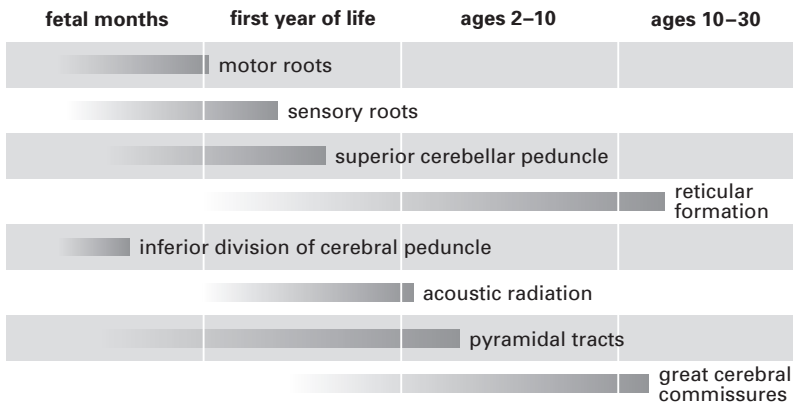 fetal months first year of life ages 2–10 ages 10–30
motor roots
sensory roots
superior cerebellar peduncle
reticular
formation
inferior division of cerebral peduncle
acoustic radiation
pyramidal tracts
great cerebral
commissures